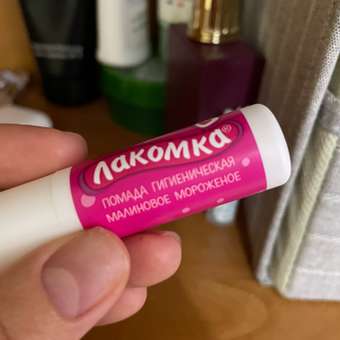 Лакомка®
ПОМАДА ГИГИЕНИЧЕСКАЯ
МАЛИНОВОЕ МОРОЖЕНОЕ